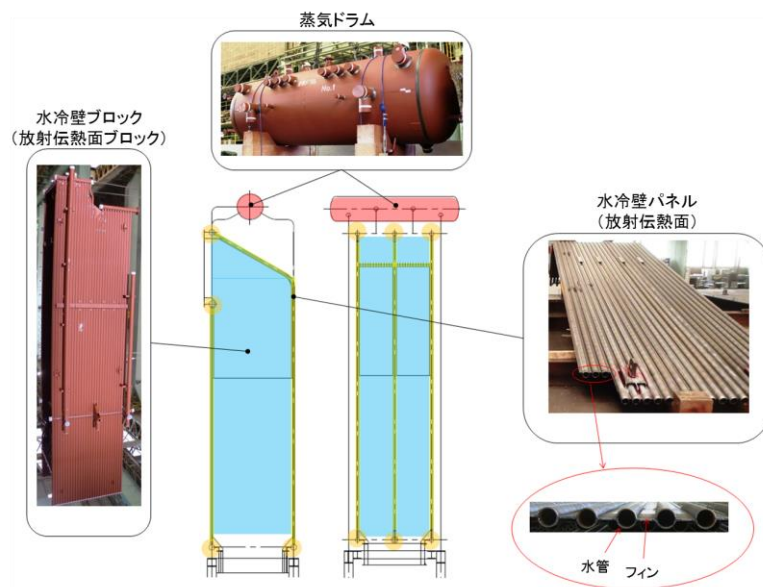 蒸気ドラム
水冷壁ブロック
(放射伝熱面ブロック)
水冷壁パネル
(放射伝熱面)
水管
フィン